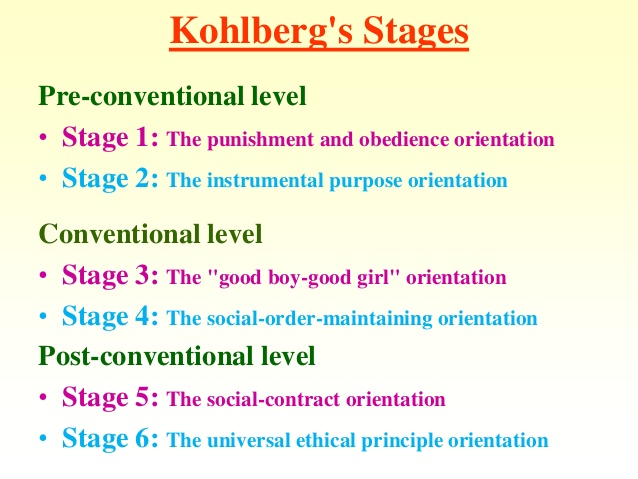 Kohlberg's Stages
Pre-conventional level
• Stage 1: The punishment and obedience orientation
• Stage 2: The instrumental purpose orientation
Conventional level
• Stage 3: The "good boy-good girl" orientation
• Stage 4: The social-order-maintaining orientation
Post-conventional level
• Stage 5: The social-contract orientation
• Stage 6: The universal ethical principle orientation